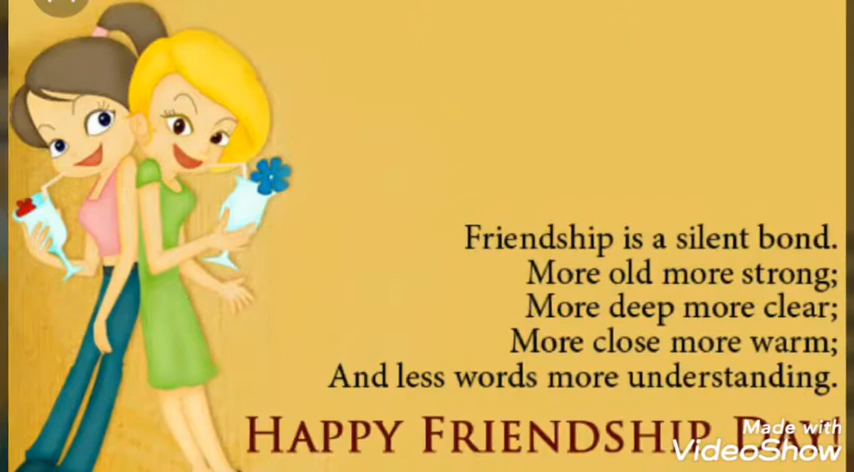 Friendship is a silent bond.
More old more strong;
More deep more clear;
More close more warm;
And less words more understanding.
HAPPY FRIENDSHIP DAY!
Made with
VideoShow